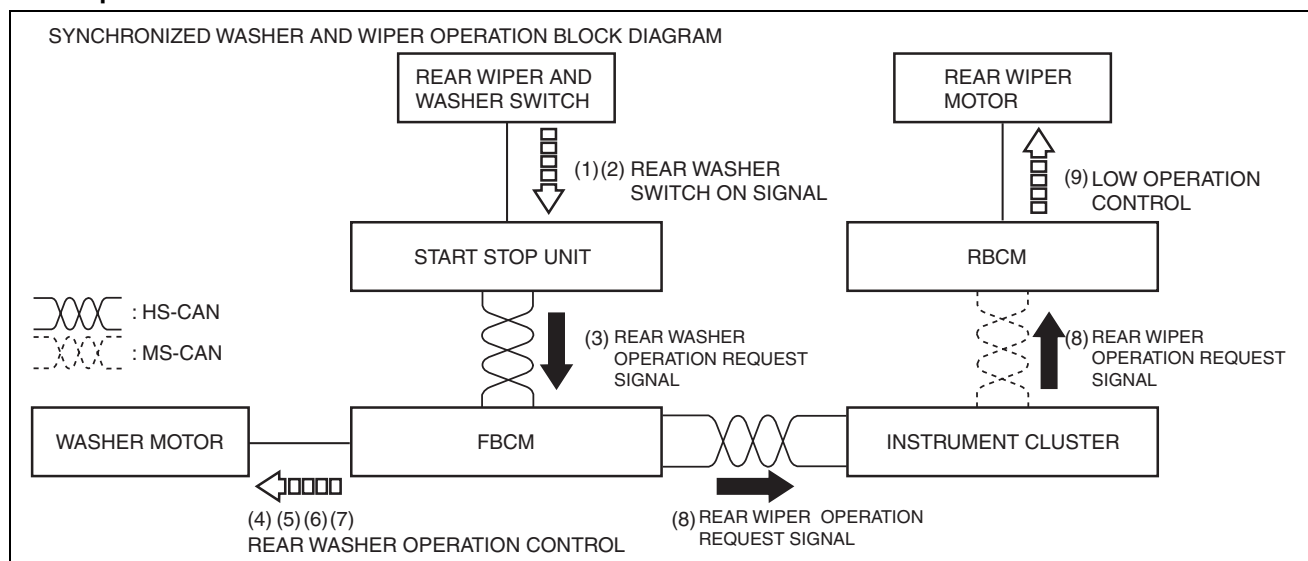 SYNCHRONIZED WASHER AND WIPER OPERATION BLOCK DIAGRAM
REAR WIPER AND
WASHER SWITCH
REAR WIPER
MOTOR
(1)(2) REAR WASHER
SWITCH ON SIGNAL
(9) LOW OPERATION
CONTROL
START STOP UNIT
RBCM
: HS-CAN
: MS-CAN
(3) REAR WASHER
OPERATION REQUEST
SIGNAL
(8) REAR WIPER
OPERATION REQUEST
SIGNAL
WASHER MOTOR
FBCM
INSTRUMENT CLUSTER
(4) (5) (6) (7)
REAR WASHER OPERATION CONTROL
(8) REAR WIPER OPERATION
REQUEST SIGNAL